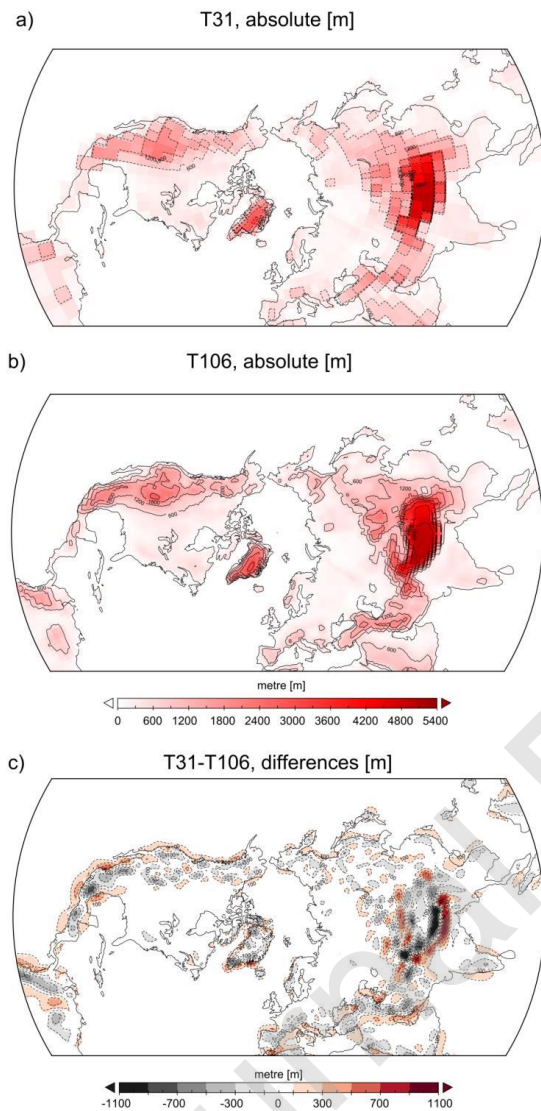 a)
T31, absolute [m]
b)
T106, absolute [m]
metre [m]
0 600 1200 1800 2400 3000 3600 4200 4800 5400
c)
T31-T106, differences [m]
metre [m]
-1100 -700 -300 0 300 700 1100